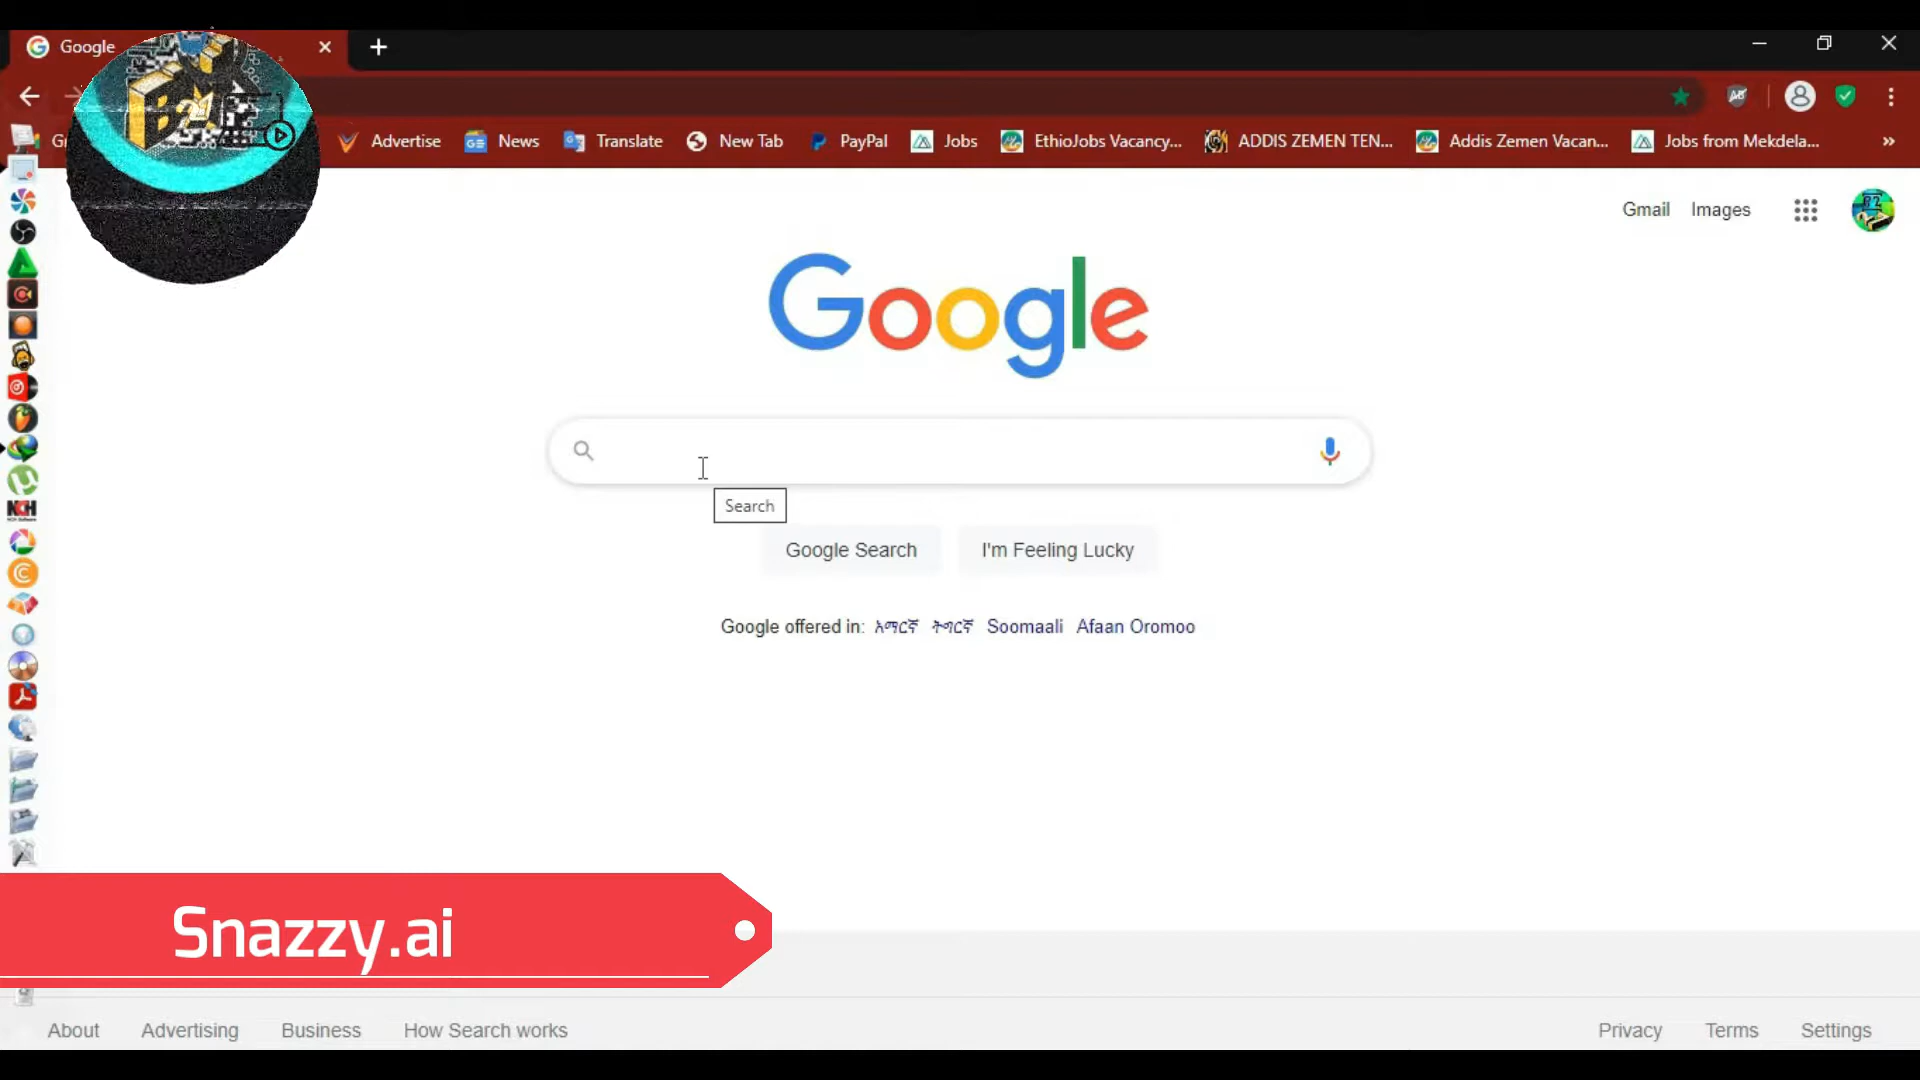 Google
Advertise
News
Translate
New Tab
PayPal
Jobs
EthioJobs Vacancy...
ADDIS ZEMEN TEN...
Addis Zemen Vacan...
Jobs from Mekdela...
Gmail
Images
Google
Search
Google Search
I'm Feeling Lucky
Google offered in: አማርኛ ትግርኛ Soomaali Afaan Oromoo
NCH
Snazzy.ai
About
Advertising
Business
How Search works
Privacy
Terms
Settings